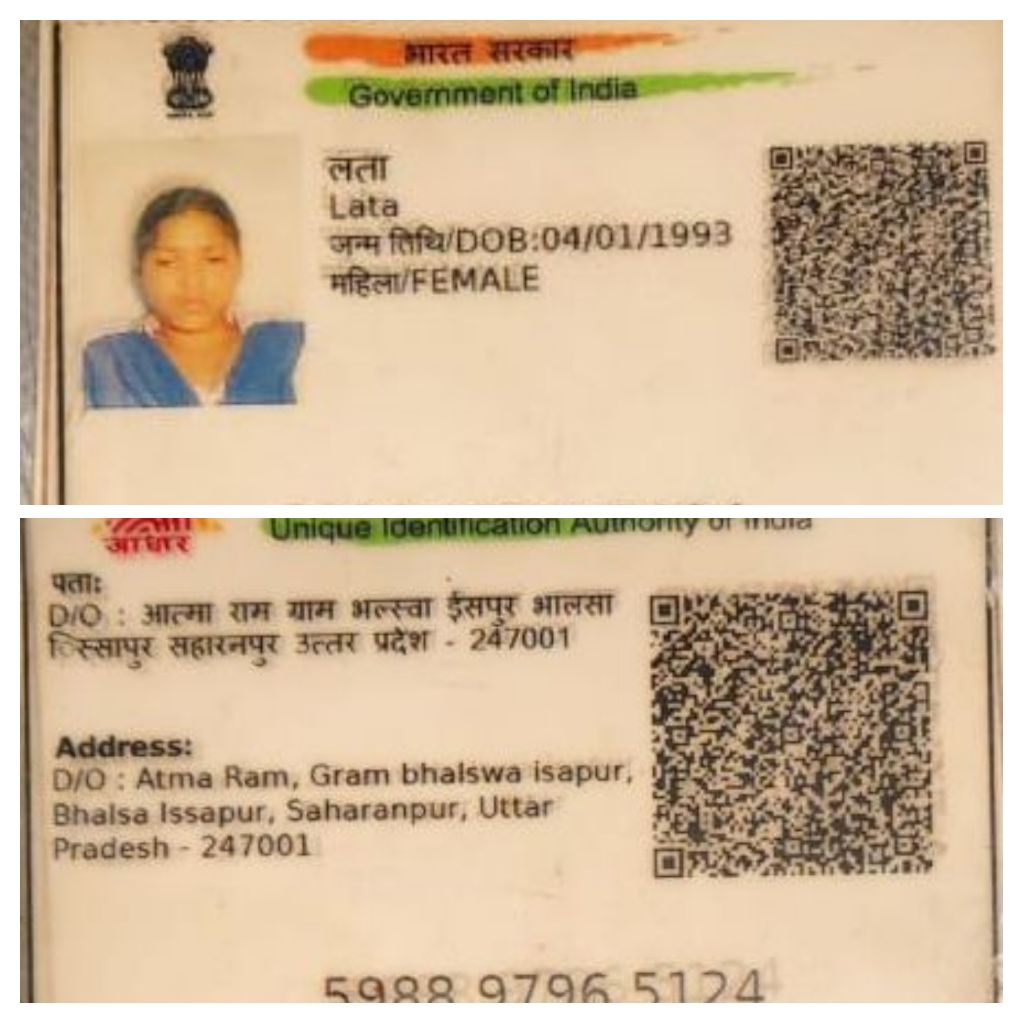 भारत सरकार
Government of India
लता
Lata
जन्म तिथि/DOB:04/01/1993
महिला/FEMALE
आधार
Unique Identification Authority of India
पता:
D/O : आत्मा राम ग्राम भल्स्वा ईसपुर भालसा
िस्सापुर सहारनपुर उत्तर प्रदेश - 247001
Address:
D/O : Atma Ram, Gram bhalswa isapur,
Bhalsa Issapur, Saharanpur, Uttar
Pradesh - 247001
5988 9796 5124